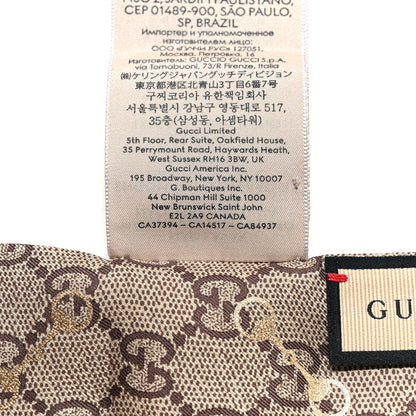 PISO 2, JARDIM PAULISTANO,
CEP 01489-900, SÃO PAULO,
SP, BRAZIL
Импортер и уполномоченное
изготовителем лицо:
ООО «ГУЧЧИ РУС» 127051,
Москва, Петровка, 16
Изготовитель: GUCCIO GUCCI S.p.A.
via Tornabuoni, 73/r Firenze, Italy
㈱ケリングジャパングッチディビジョン
東京都渋谷区北青山3丁目6番7号
구찌코리아 유한책임회사
서울시 강남구 영동대로 517,
35층(삼성동, 아셈타워)
Gucci Limited
5th Floor, Rear Suite, Oakfield House,
35 Perrymount Road, Haywards Heath,
West Sussex RH16 3BW, UK
Gucci America Inc.
195 Broadway, New York, NY 10007
G. Boutiques Inc.
44 Chipman Hill Suite 1000
New Brunswick Saint John
E2L 2A9 CANADA
CA37394 - CA14517 - CA84937
GU